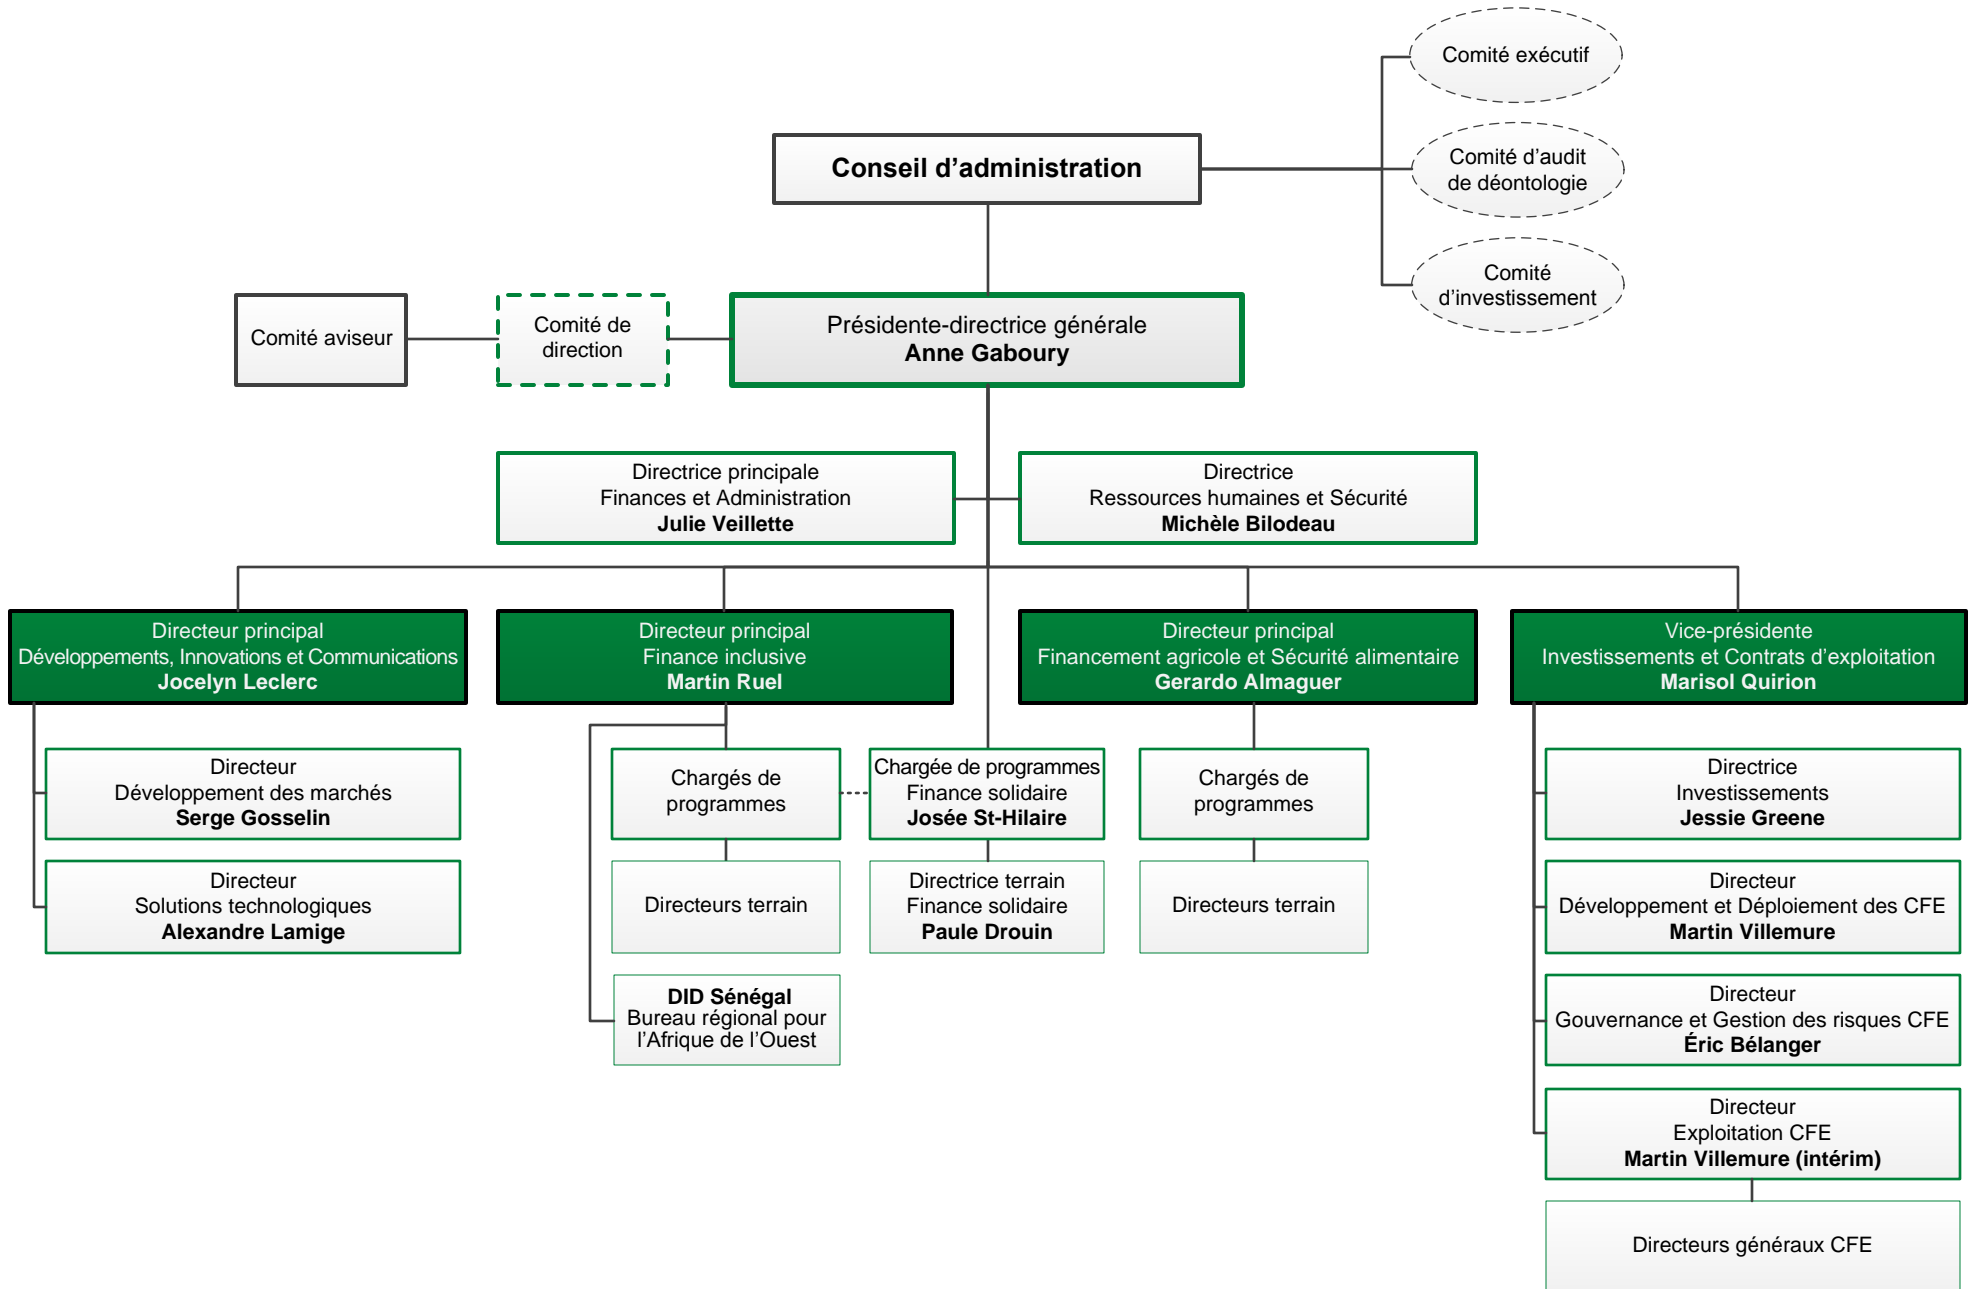 Comité exécutif
Conseil d’administration
Comité d’audit
de déontologie
Comité
d’investissement
Comité aviseur
Comité de
direction
Présidente-directrice générale
Anne Gaboury
Directrice principale
Finances et Administration
Julie Veillette
Directrice
Ressources humaines et Sécurité
Michèle Bilodeau
Directeur principal
Développements, Innovations et Communications
Jocelyn Leclerc
Directeur principal
Finance inclusive
Martin Ruel
Directeur principal
Financement agricole et Sécurité alimentaire
Gerardo Almaguer
Vice-présidente
Investissements et Contrats d’exploitation
Marisol Quirion
Directeur
Développement des marchés
Serge Gosselin
Chargés de
programmes
Chargée de programmes
Finance solidaire
Josée St-Hilaire
Chargés de
programmes
Directrice
Investissements
Jessie Greene
Directeur
Solutions technologiques
Alexandre Lamige
Directeurs terrain
Directrice terrain
Finance solidaire
Paule Drouin
Directeurs terrain
Directeur
Développement et Déploiement des CFE
Martin Villemure
DID Sénégal
Bureau régional pour
l’Afrique de l’Ouest
Directeur
Gouvernance et Gestion des risques CFE
Éric Bélanger
Directeur
Exploitation CFE
Martin Villemure (intérim)
Directeurs généraux CFE